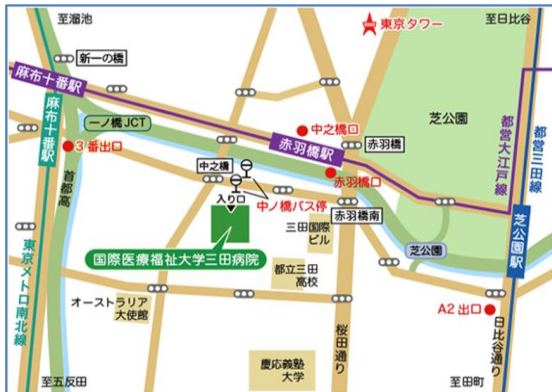 至溜池
東京タワー
至日比谷
新一の橋
麻布十番駅
麻布十番駅
一ノ橋JCT
中之橋口
赤羽橋
芝公園
都営大江戸線
都営三田線
赤羽橋駅
3番出口
中之橋
赤羽橋口
首都高
中ノ橋バス停
入り口
赤羽橋南
三田国際
ビル
芝公園
芝公園駅
国際医療福祉大学三田病院
都立三田
高校
東京メトロ南北線
オーストラリア
大使館
桜田通り
A2出口
日比谷通り
慶応義塾
大学
至五反田
至田町